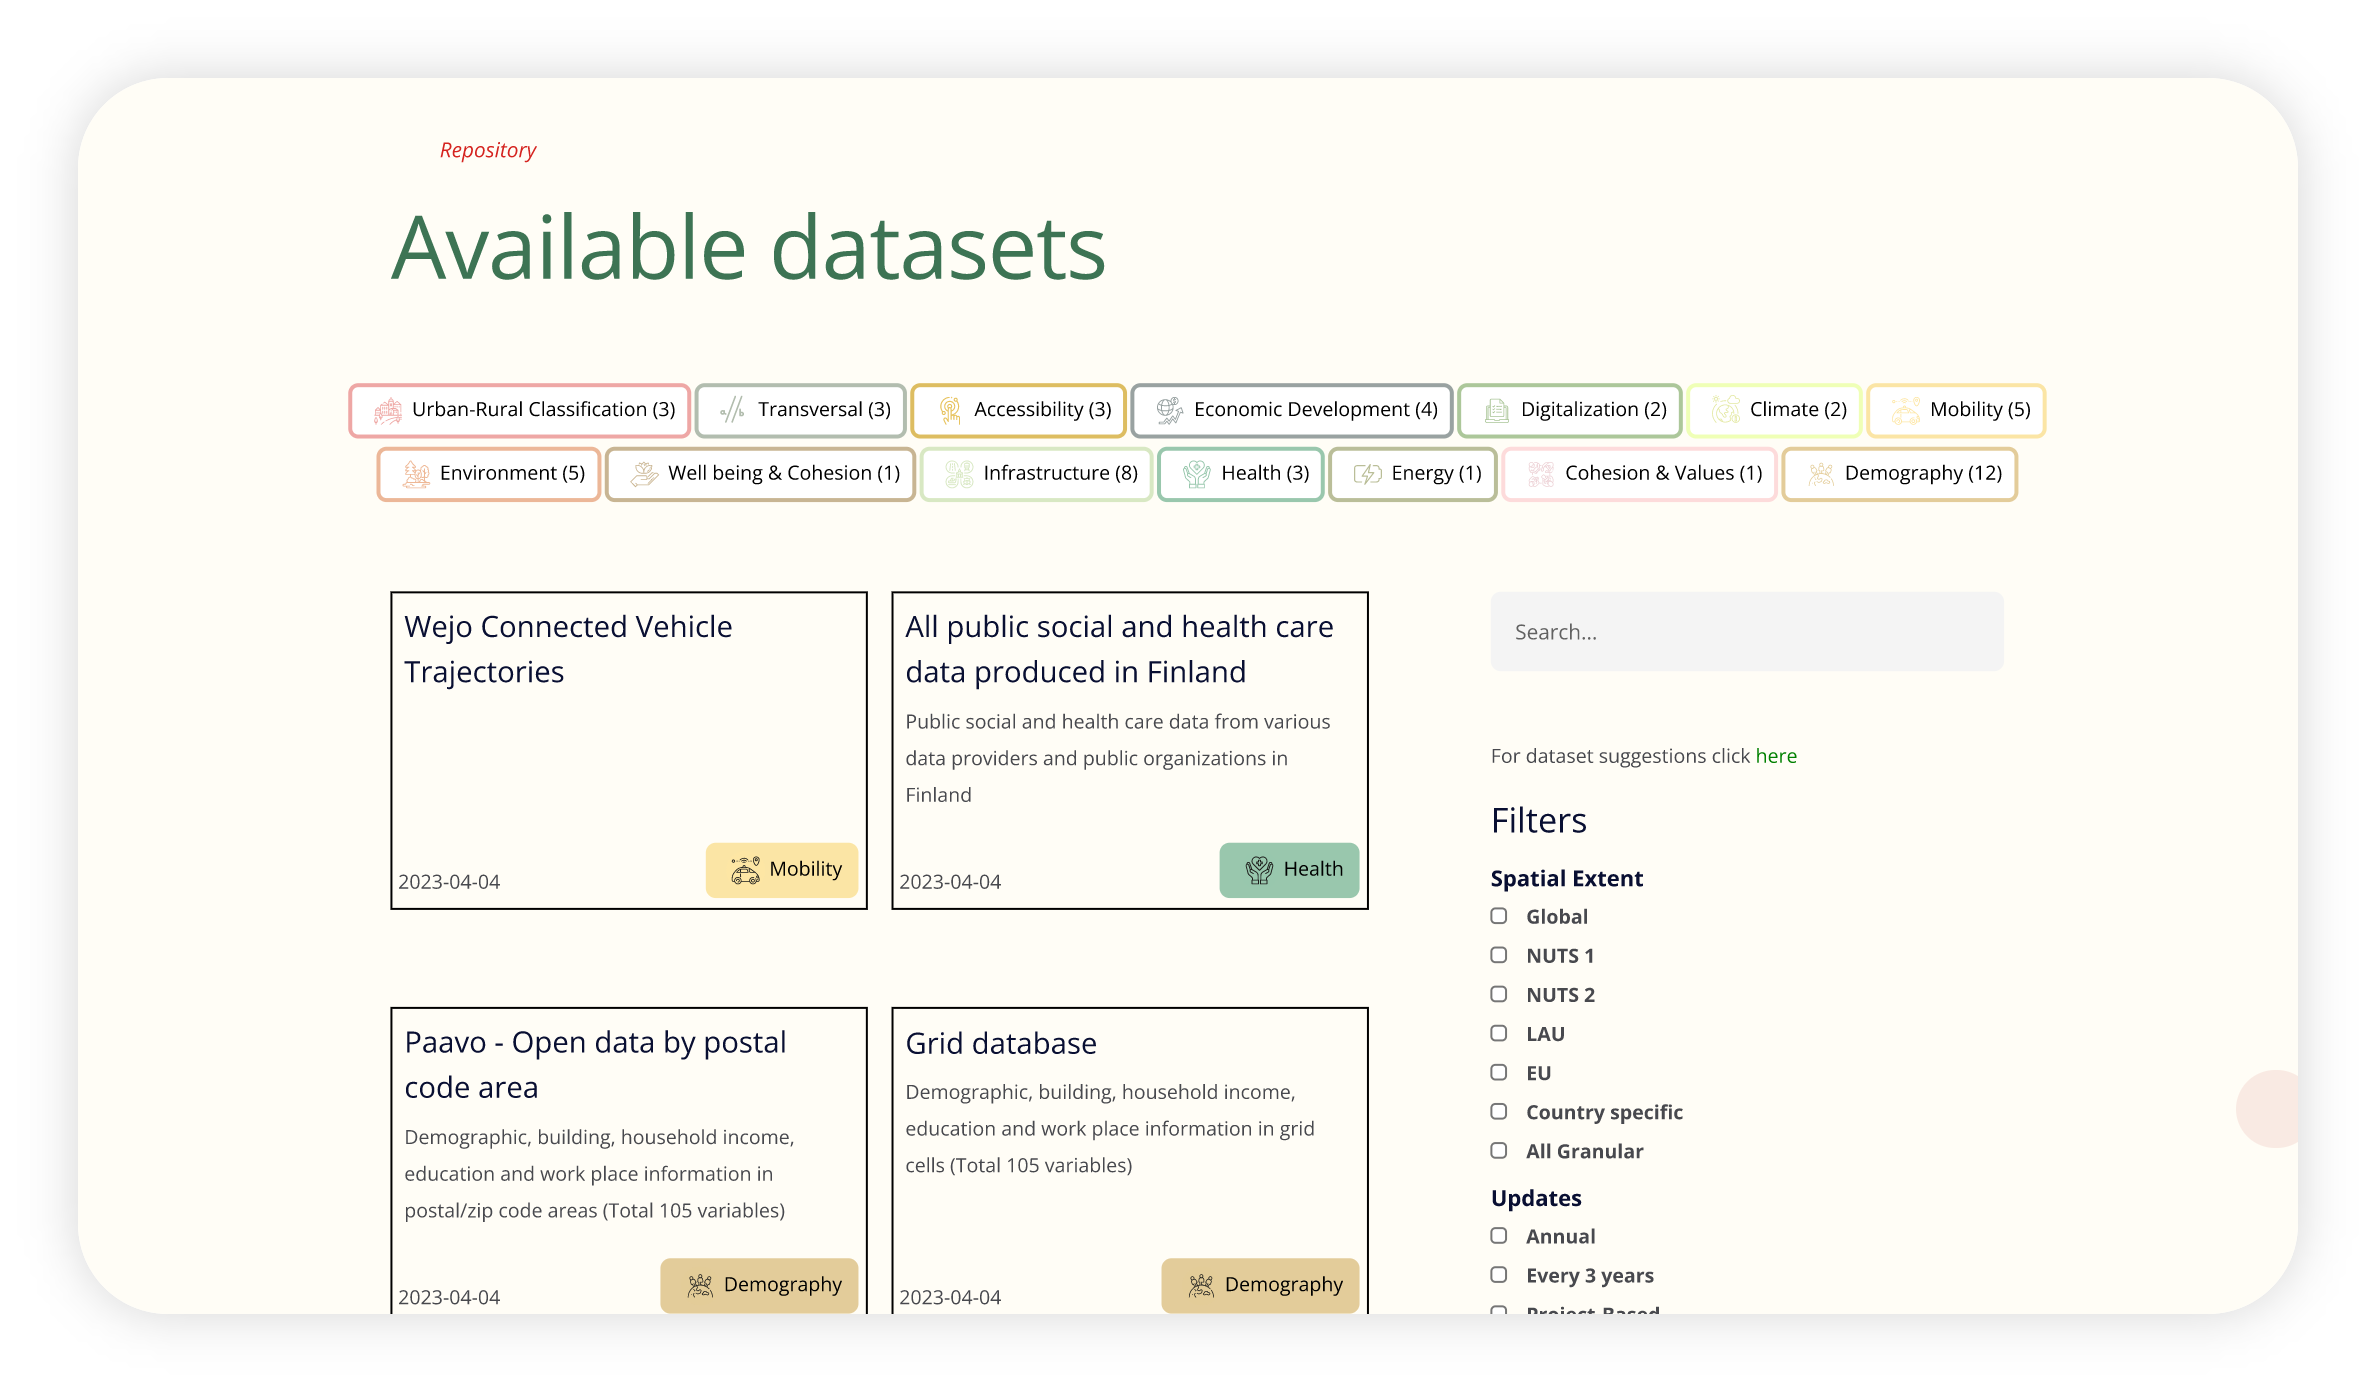 Repository
Available datasets
Urban-Rural Classification (3) Transversal (3) Accessibility (3) Economic Development (4) Digitalization (2) Climate (2) Mobility (5)
Environment (5) Well being & Cohesion (1) Infrastructure (8) Health (3) Energy (1) Cohesion & Values (1) Demography (12)
Wejo Connected Vehicle
Trajectories
2023-04-04
Mobility
All public social and health care
data produced in Finland
Public social and health care data from various
data providers and public organizations in
Finland
2023-04-04
Health
Paavo - Open data by postal
code area
Demographic, building, household income,
education and work place information in
postal/zip code areas (Total 105 variables)
2023-04-04
Demography
Grid database
Demographic, building, household income,
education and work place information in grid
cells (Total 105 variables)
2023-04-04
Demography
Search...
For dataset suggestions click here
Filters
Spatial Extent
Global
NUTS 1
NUTS 2
LAU
EU
Country specific
All Granular
Updates
Annual
Every 3 years
Project Based